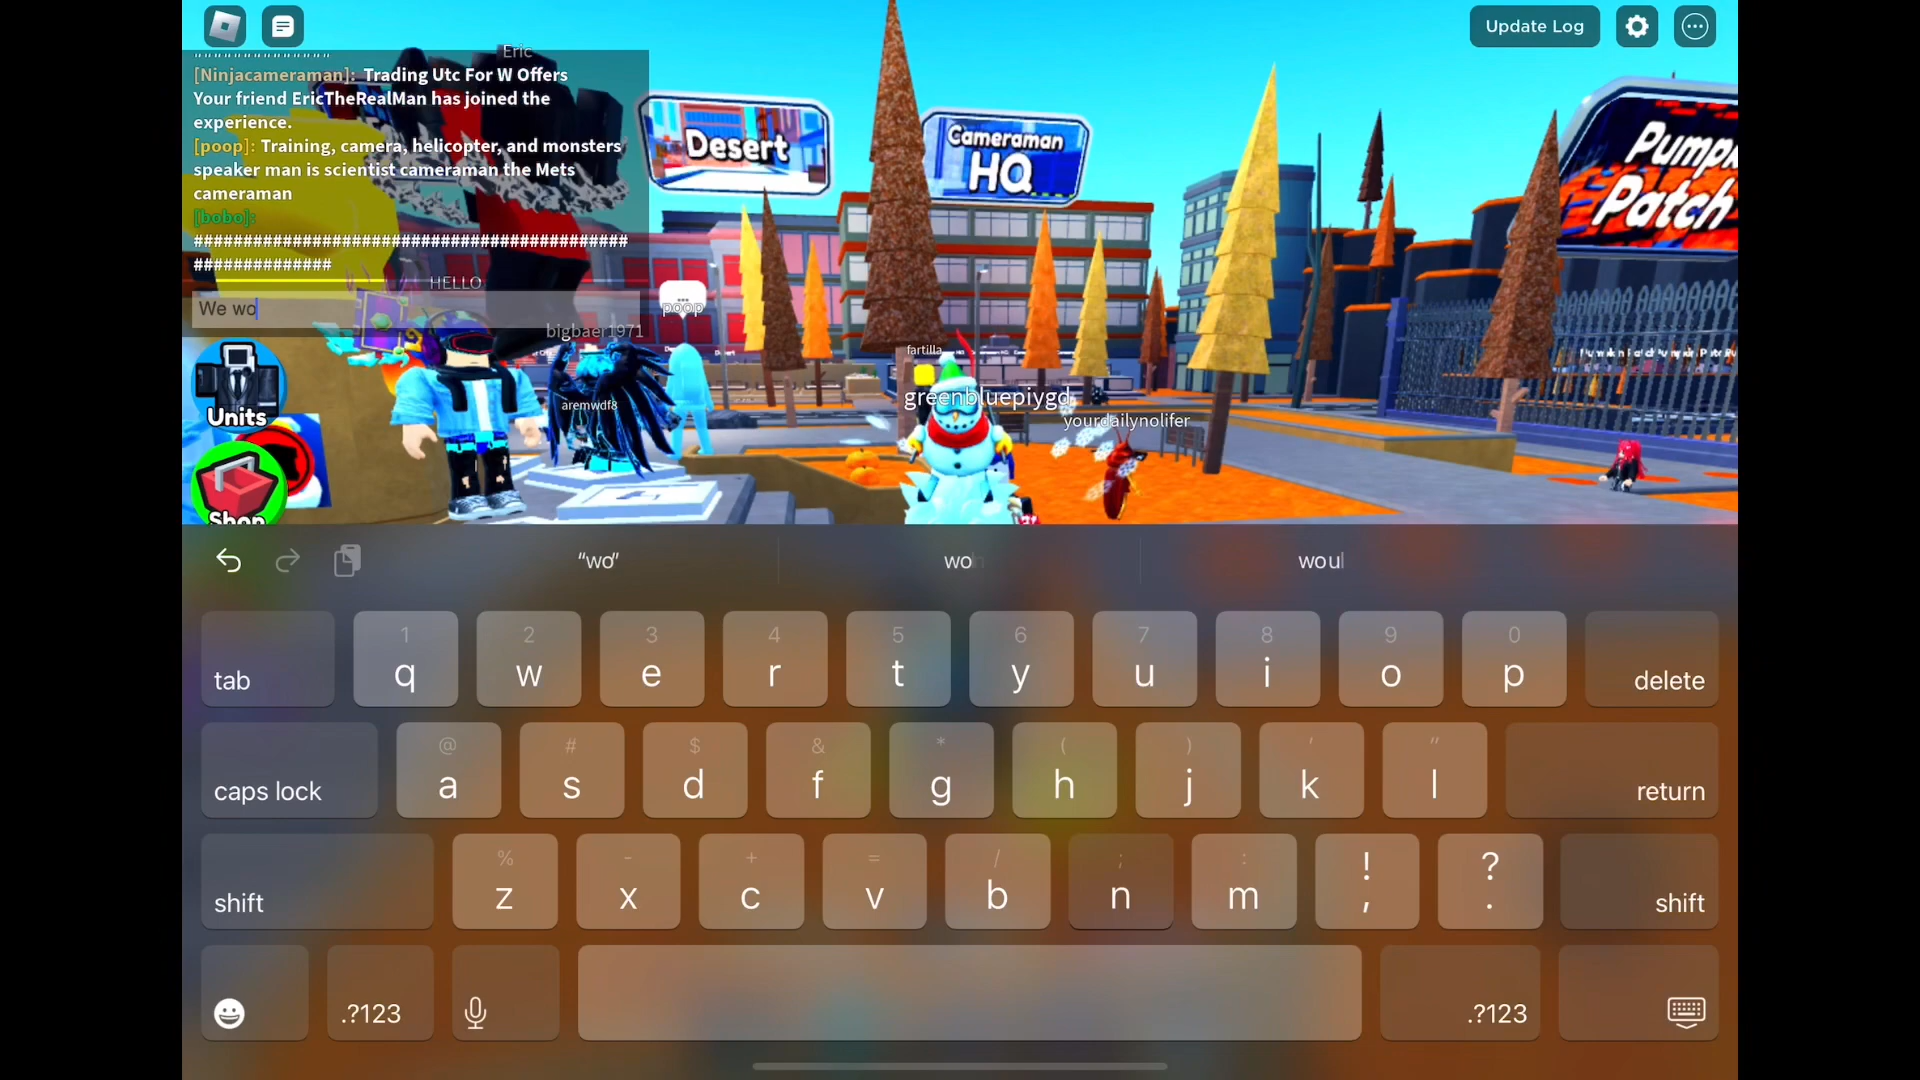 Update Log
Eric
[Ninjacameraman]: Trading Utc For W Offers
Your friend EricTheRealMan has joined the
experience.
[poop]: Training, camera, helicopter, and monsters
speaker man is scientist cameraman the Mets
cameraman
[bobo]:
############################################
##############
HELLO
We wo
Desert
Cameraman
HQ
Patch
poop
bigbaer1971
aremwdf8
fartilla
greenbluepiygd
yourdailynolifer
Units
Shop
“wo”
wo
woul
tab
1 2 3 4 5 6 7 8 9 0
q w e r t y u i o p
delete
@ # $ & * ( ) ' "
caps lock
a s d f g h j k l
return
% - + = / ; : ! ?
shift
z x c v b n m , .
shift
.?123
.?123